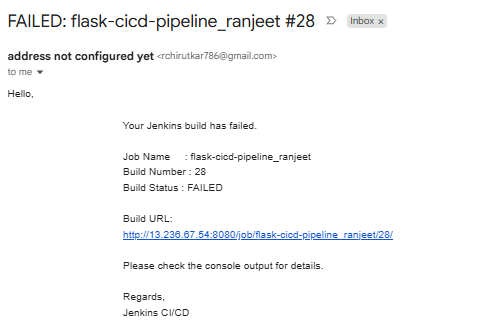 FAILED: flask-cicd-pipeline_ranjeet #28 Inbox ×
address not configured yet <rchirutkar786@gmail.com>
to me
Hello,
Your Jenkins build has failed.
Job Name : flask-cicd-pipeline_ranjeet
Build Number : 28
Build Status : FAILED
Build URL:
http://13.236.67.54:8080/job/flask-cicd-pipeline_ranjeet/28/
Please check the console output for details.
Regards,
Jenkins CI/CD